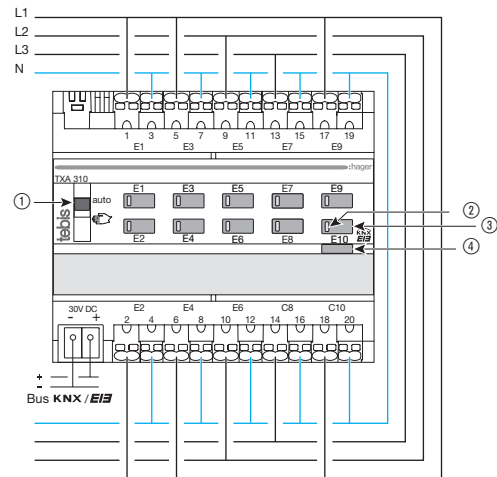 L1
L2
L3
N
1 3 5 7 9 11 13 15 17 19
E1 E3 E5 E7 E9
:hager
TXA 310
① auto E1 E3 E5 E7 E9 ②
tebis ③
E2 E4 E6 E8 E10 KNX EIB
④
30V DC E2 E4 E6 C8 C10
- + 2 4 6 8 10 12 14 16 18 20
+
-
Bus KNX / EIB